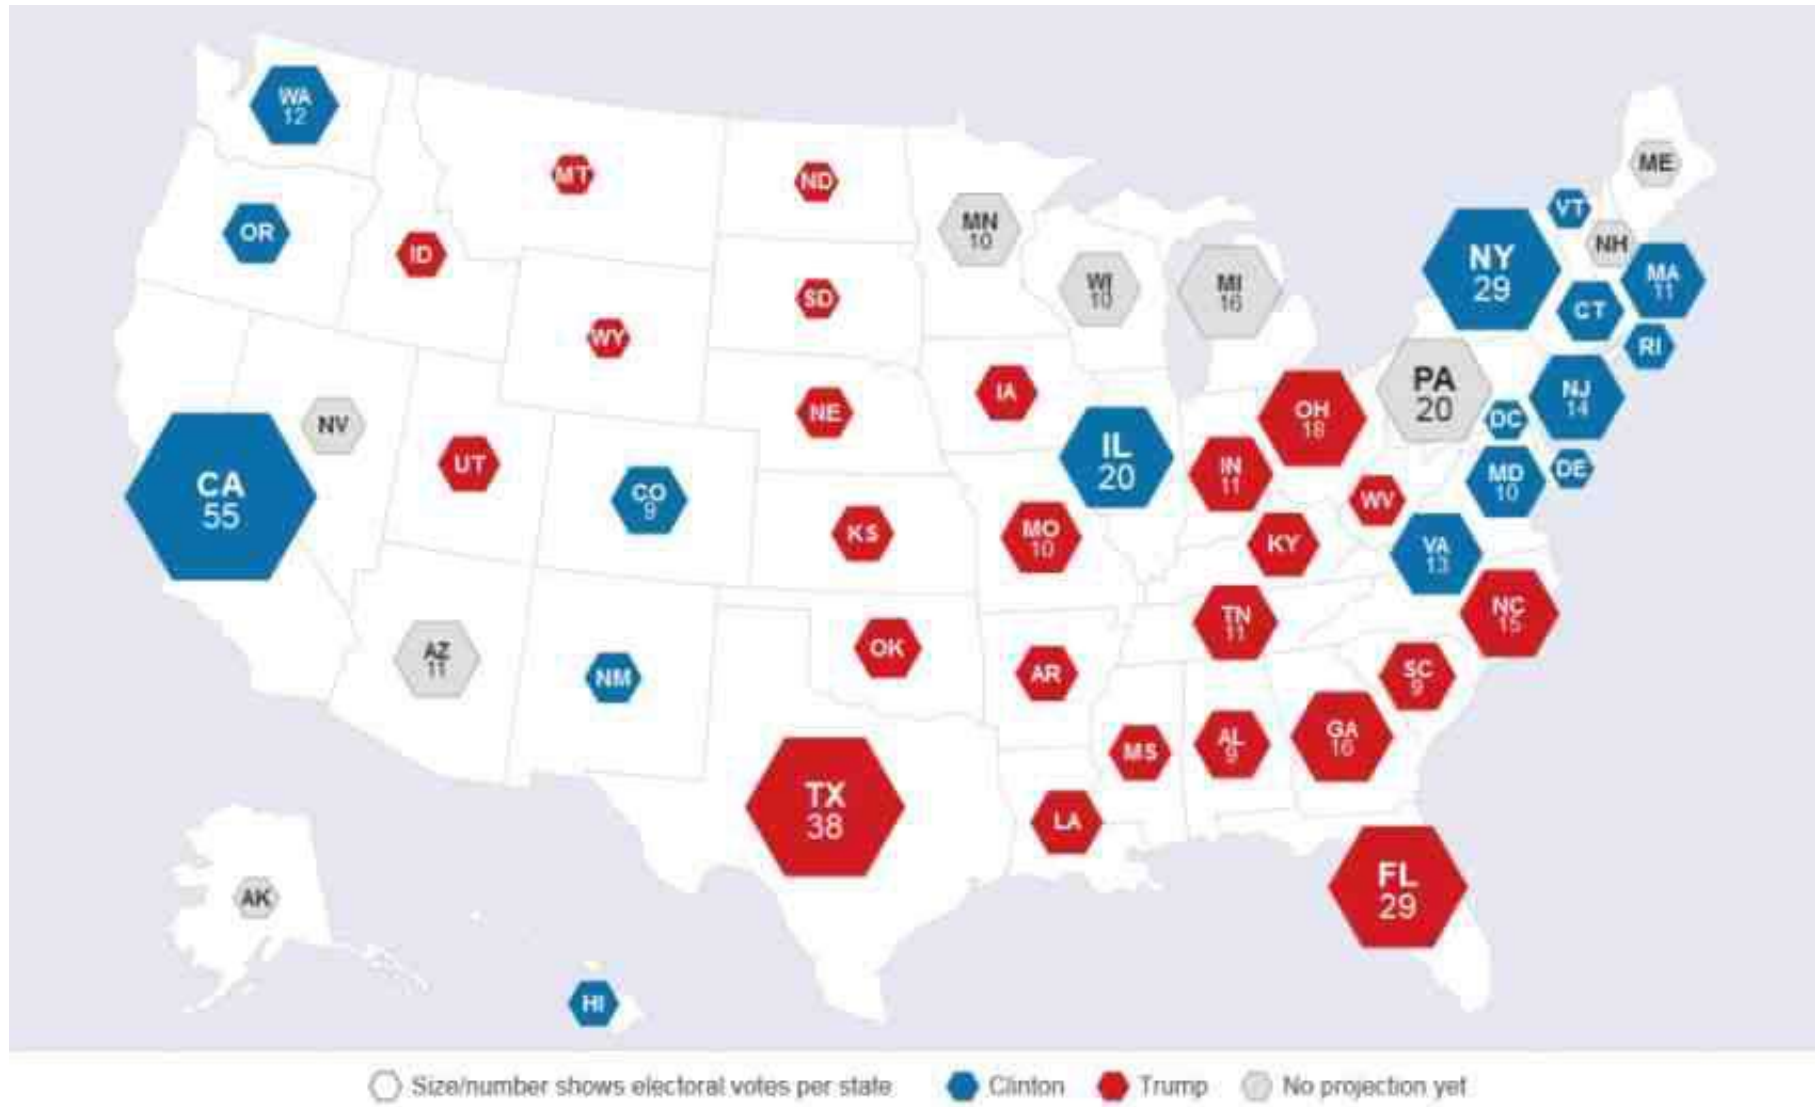 WA
12
OR
ID
MT
ND
MN
10
WI
10
MI
16
ME
VT
NH
NY
29
MA
11
CT
RI
WY
SD
NE
IA
NV
UT
CO
9
CA
55
IL
20
IN
11
OH
18
PA
20
NJ
14
DC
MD
10
DE
WV
VA
13
KS
MO
10
KY
NC
15
TN
11
AZ
11
NM
OK
AR
SC
9
MS
AL
9
GA
16
TX
38
LA
FL
29
AK
HI
Size/number shows electoral votes per state
Clinton
Trump
No projection yet